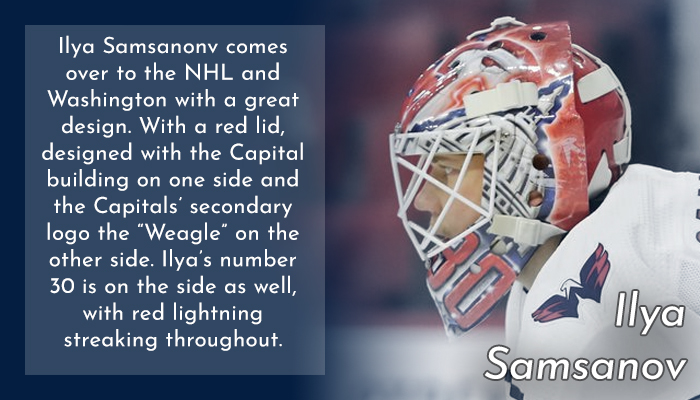 Ilya Samsanonv comes
over to the NHL and
Washington with a great
design. With a red lid,
designed with the Capital
building on one side and
the Capitals’ secondary
logo the “Weagle” on the
other side. Ilya’s number
30 is on the side as well,
with red lightning
streaking throughout.
30
Ilya
Samsanov